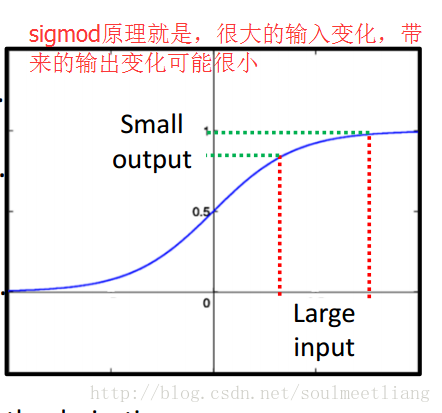 sigmod原理就是，很大的输入变化，带
来的输出变化可能很小
Small
output
1
0.5
0
Large
input
http://blog.csdn.net/soulmeetliang